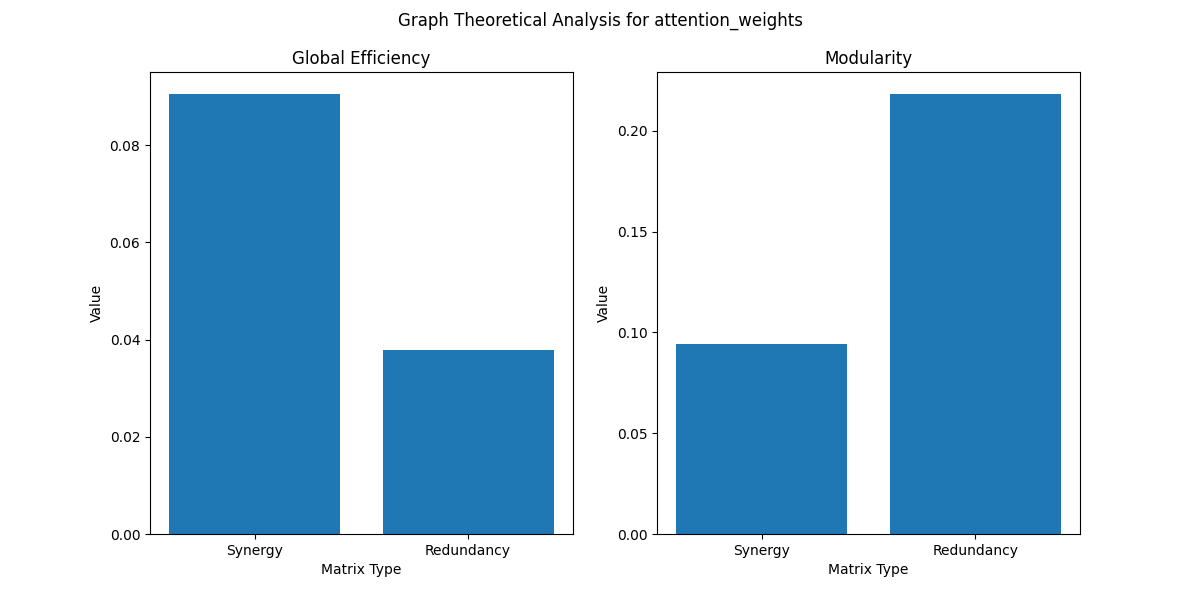 Graph Theoretical Analysis for attention_weights
Global Efficiency
Value
0.08
0.06
0.04
0.02
0.00
Synergy
Redundancy
Matrix Type
Modularity
Value
0.20
0.15
0.10
0.05
0.00
Synergy
Redundancy
Matrix Type